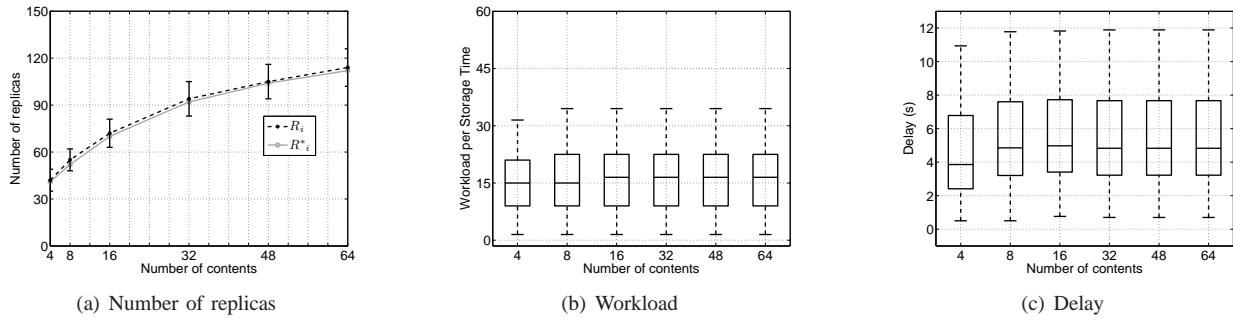 150
120
90
60
30
0
Number of replicas
4 8 16 32 48 64
Number of contents
R_i
R*_i
(a) Number of replicas
60
45
30
15
0
Workload per Storage Time
4 8 16 32 48 64
Number of contents
(b) Workload
12
10
8
6
4
2
0
Delay (s)
4 8 16 32 48 64
Number of contents
(c) Delay